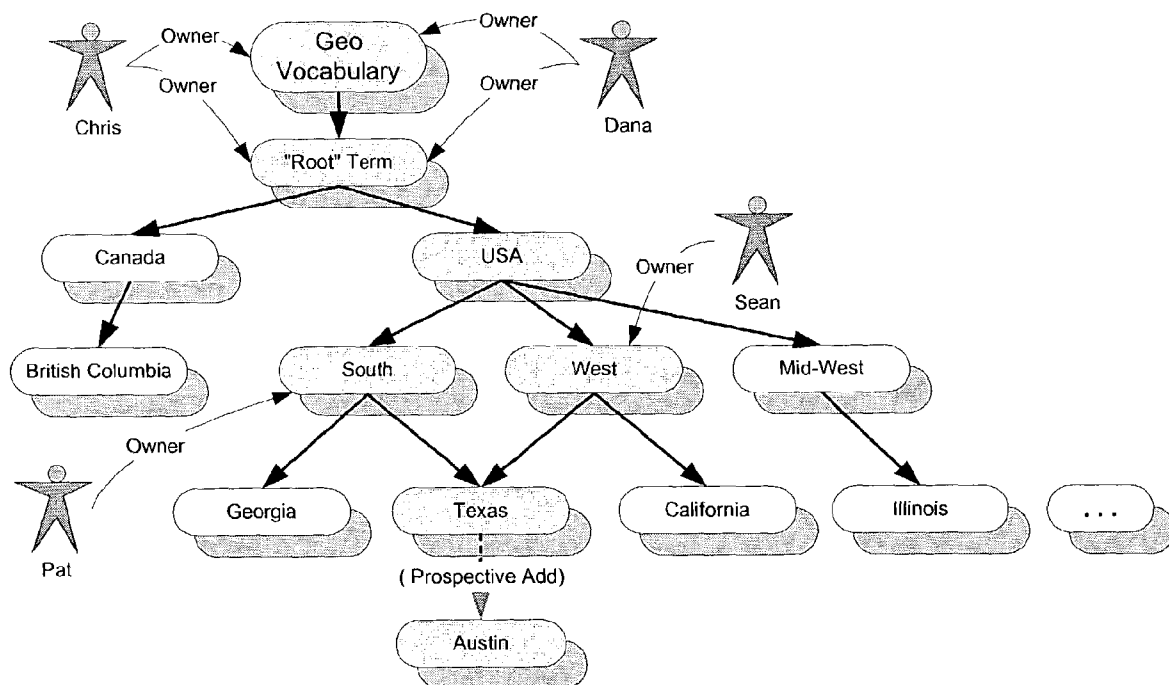 Owner
Geo
Vocabulary
Owner
Owner
Owner
Chris
Dana
"Root" Term
Canada
USA
Owner
Sean
British Columbia
South
West
Mid-West
Owner
Pat
Georgia
Texas
California
Illinois
. . .
( Prospective Add)
Austin